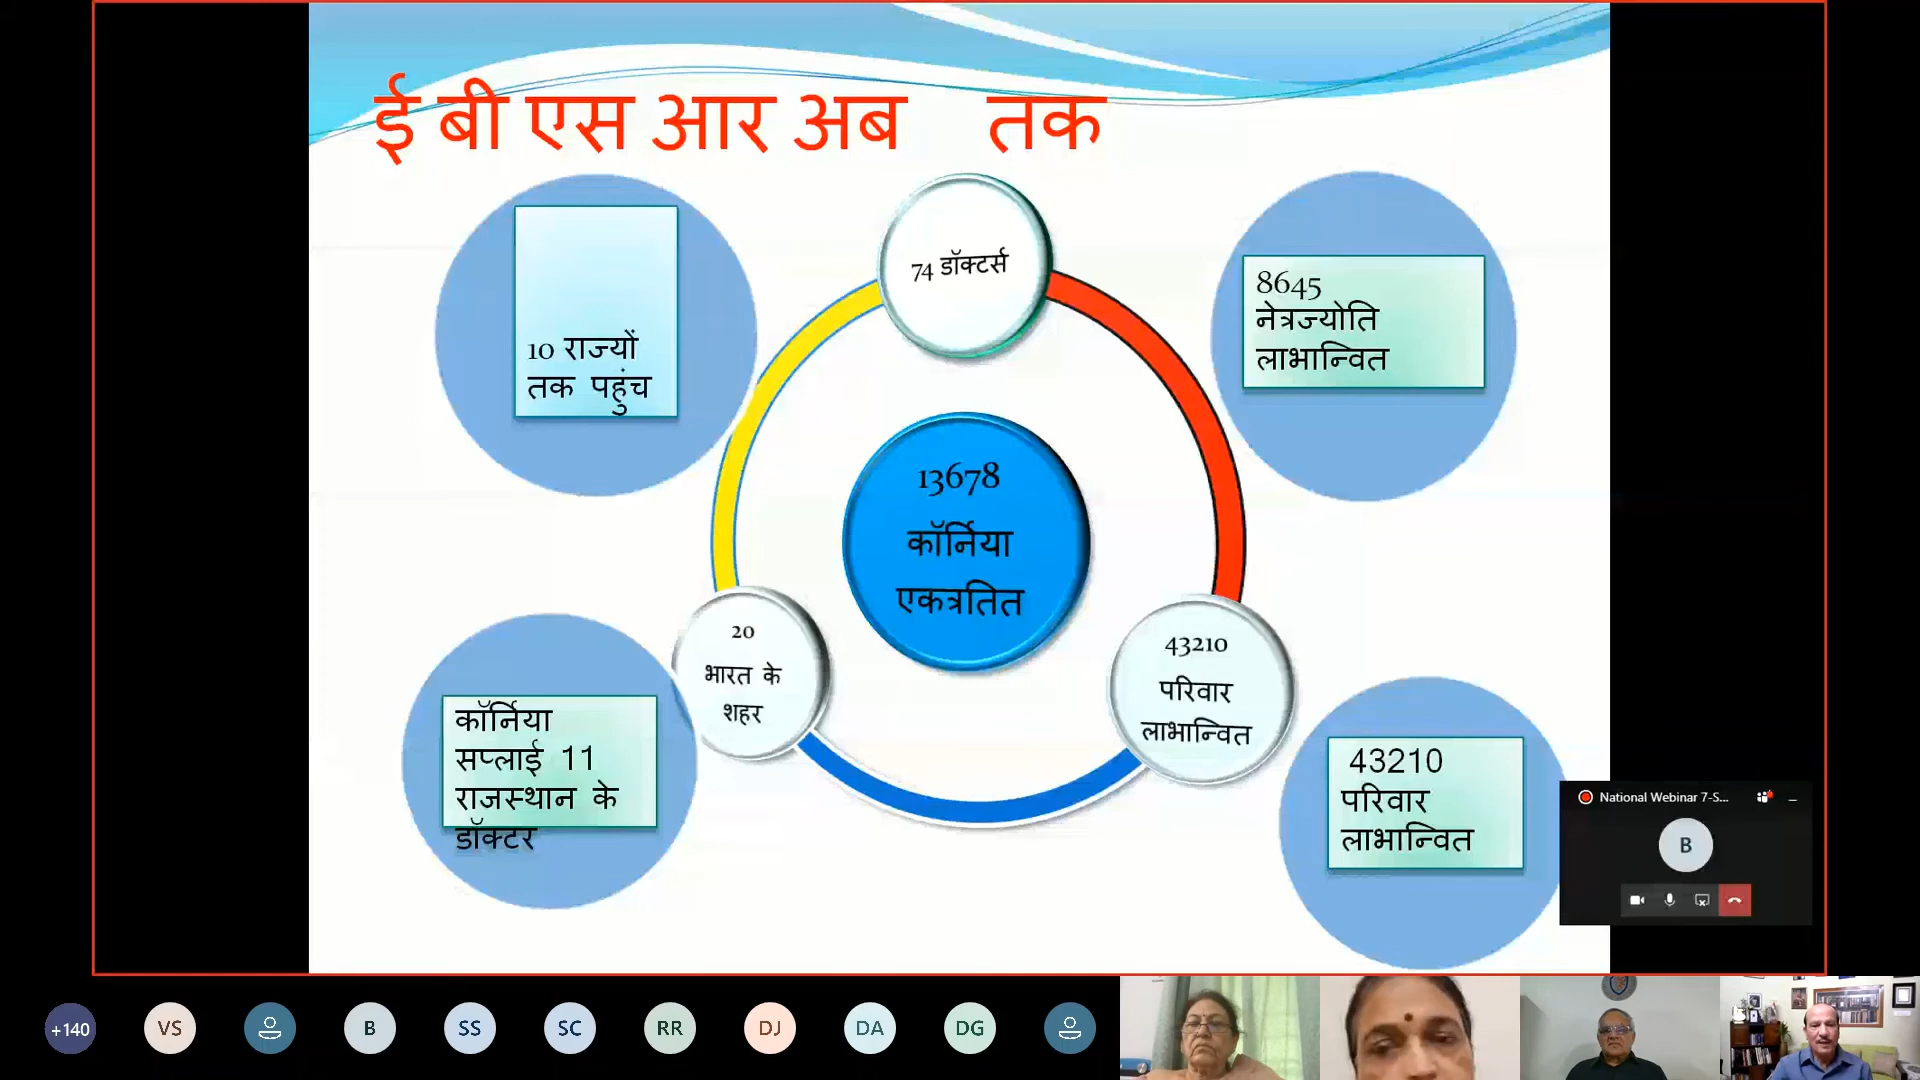 ई बी एस आर अब तक
10 राज्यों
तक पहुंच
74 डॉक्टर्स
8645
नेत्रज्योति
लाभान्वित
13678
कॉर्निया
एकत्रतित
20
भारत के
शहर
43210
परिवार
लाभान्वित
कॉर्निया
सप्लाई 11
राजस्थान के
डॉक्टर
43210
परिवार
लाभान्वित
National Webinar 7-S...
B
+140
VS
B
SS
SC
RR
DJ
DA
DG